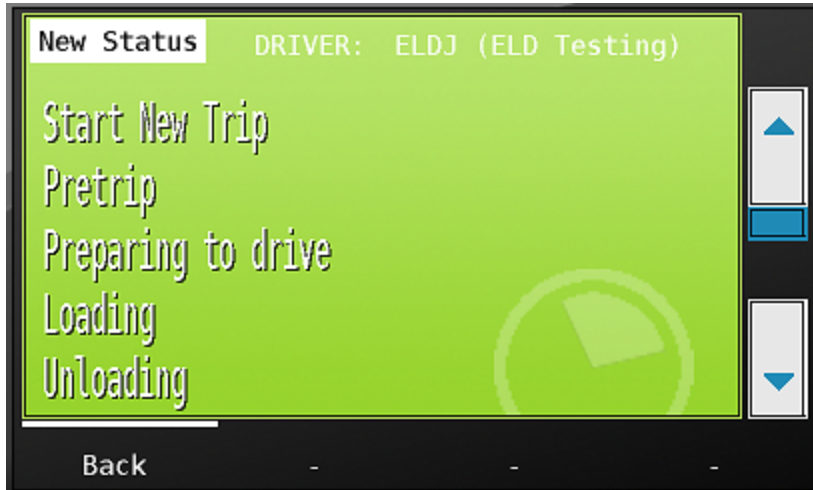 New Status DRIVER: ELDJ (ELD Testing)
Start New Trip
Pretrip
Preparing to drive
Loading
Unloading
Back - - -